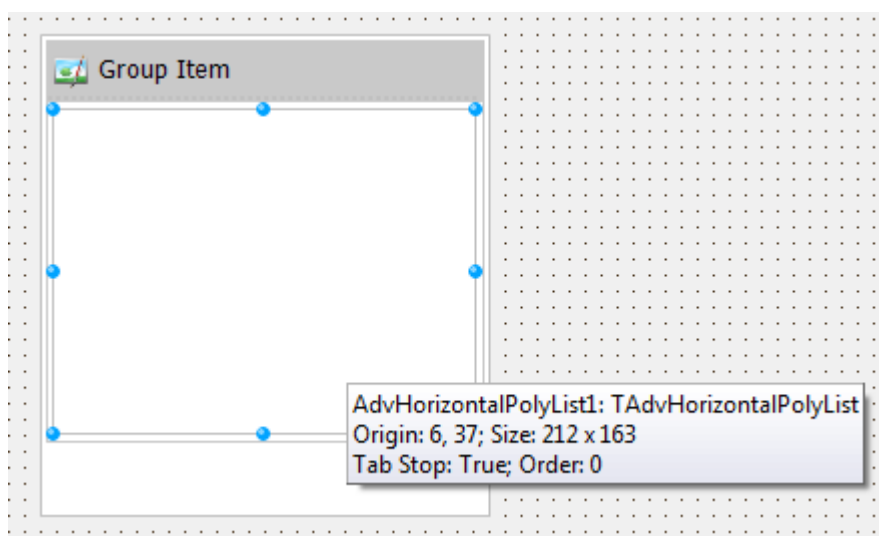 Group Item
AdvHorizontalPolyList1: TAdvHorizontalPolyList
Origin: 6, 37; Size: 212 x 163
Tab Stop: True; Order: 0